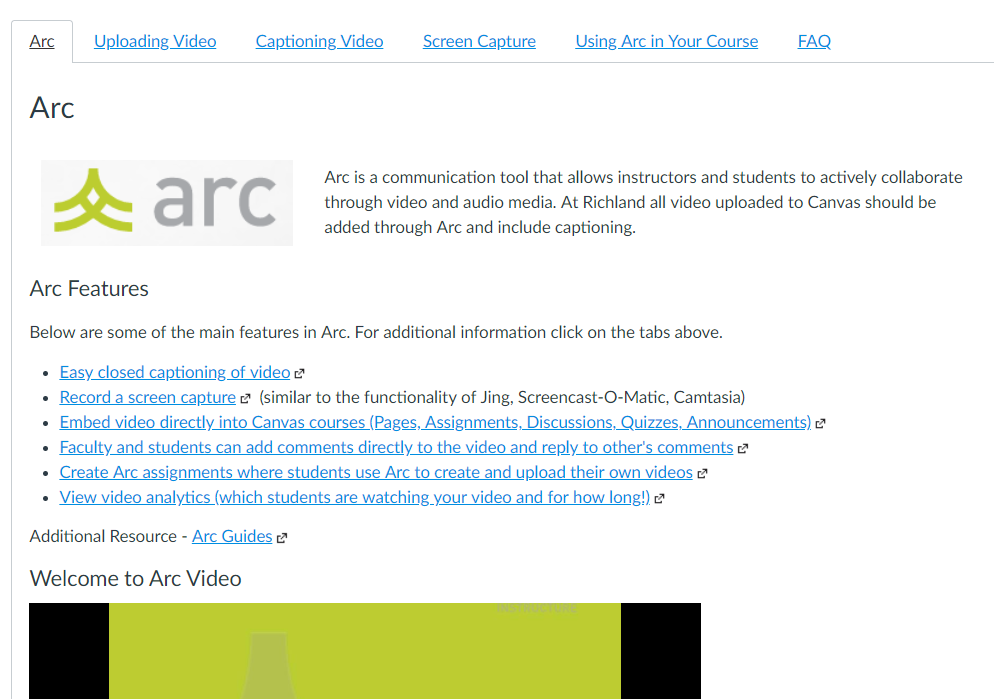 Arc Uploading Video Captioning Video Screen Capture Using Arc in Your Course FAQ
Arc
arc
Arc is a communication tool that allows instructors and students to actively collaborate
through video and audio media. At Richland all video uploaded to Canvas should be
added through Arc and include captioning.
Arc Features
Below are some of the main features in Arc. For additional information click on the tabs above.
Easy closed captioning of video
Record a screen capture (similar to the functionality of Jing, Screencast-O-Matic, Camtasia)
Embed video directly into Canvas courses (Pages, Assignments, Discussions, Quizzes, Announcements)
Faculty and students can add comments directly to the video and reply to other's comments
Create Arc assignments where students use Arc to create and upload their own videos
View video analytics (which students are watching your video and for how long!)
Additional Resource - Arc Guides
Welcome to Arc Video
INSTRUCTURE